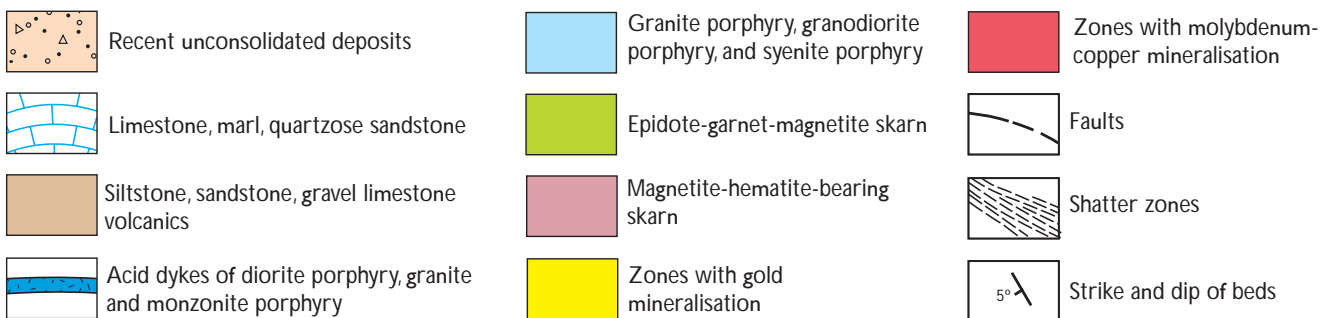 Recent unconsolidated deposits
Limestone, marl, quartzose sandstone
Siltstone, sandstone, gravel limestone
volcanics
Acid dykes of diorite porphyry, granite
and monzonite porphyry
Granite porphyry, granodiorite
porphyry, and syenite porphyry
Epidote-garnet-magnetite skarn
Magnetite-hematite-bearing
skarn
Zones with gold
mineralisation
Zones with molybdenum-
copper mineralisation
Faults
Shatter zones
5°
Strike and dip of beds